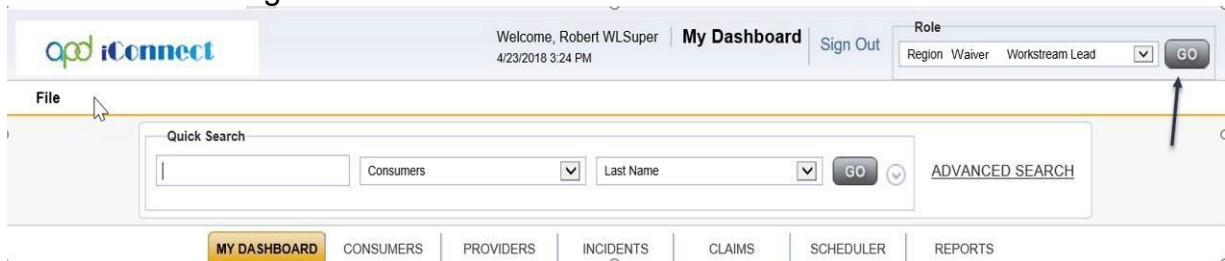 apd iConnect
Welcome, Robert WLSuper My Dashboard Sign Out
4/23/2018 3:24 PM
Role
Region Waiver Workstream Lead GO
File
Quick Search
Consumers Last Name GO ADVANCED SEARCH
MY DASHBOARD CONSUMERS PROVIDERS INCIDENTS CLAIMS SCHEDULER REPORTS